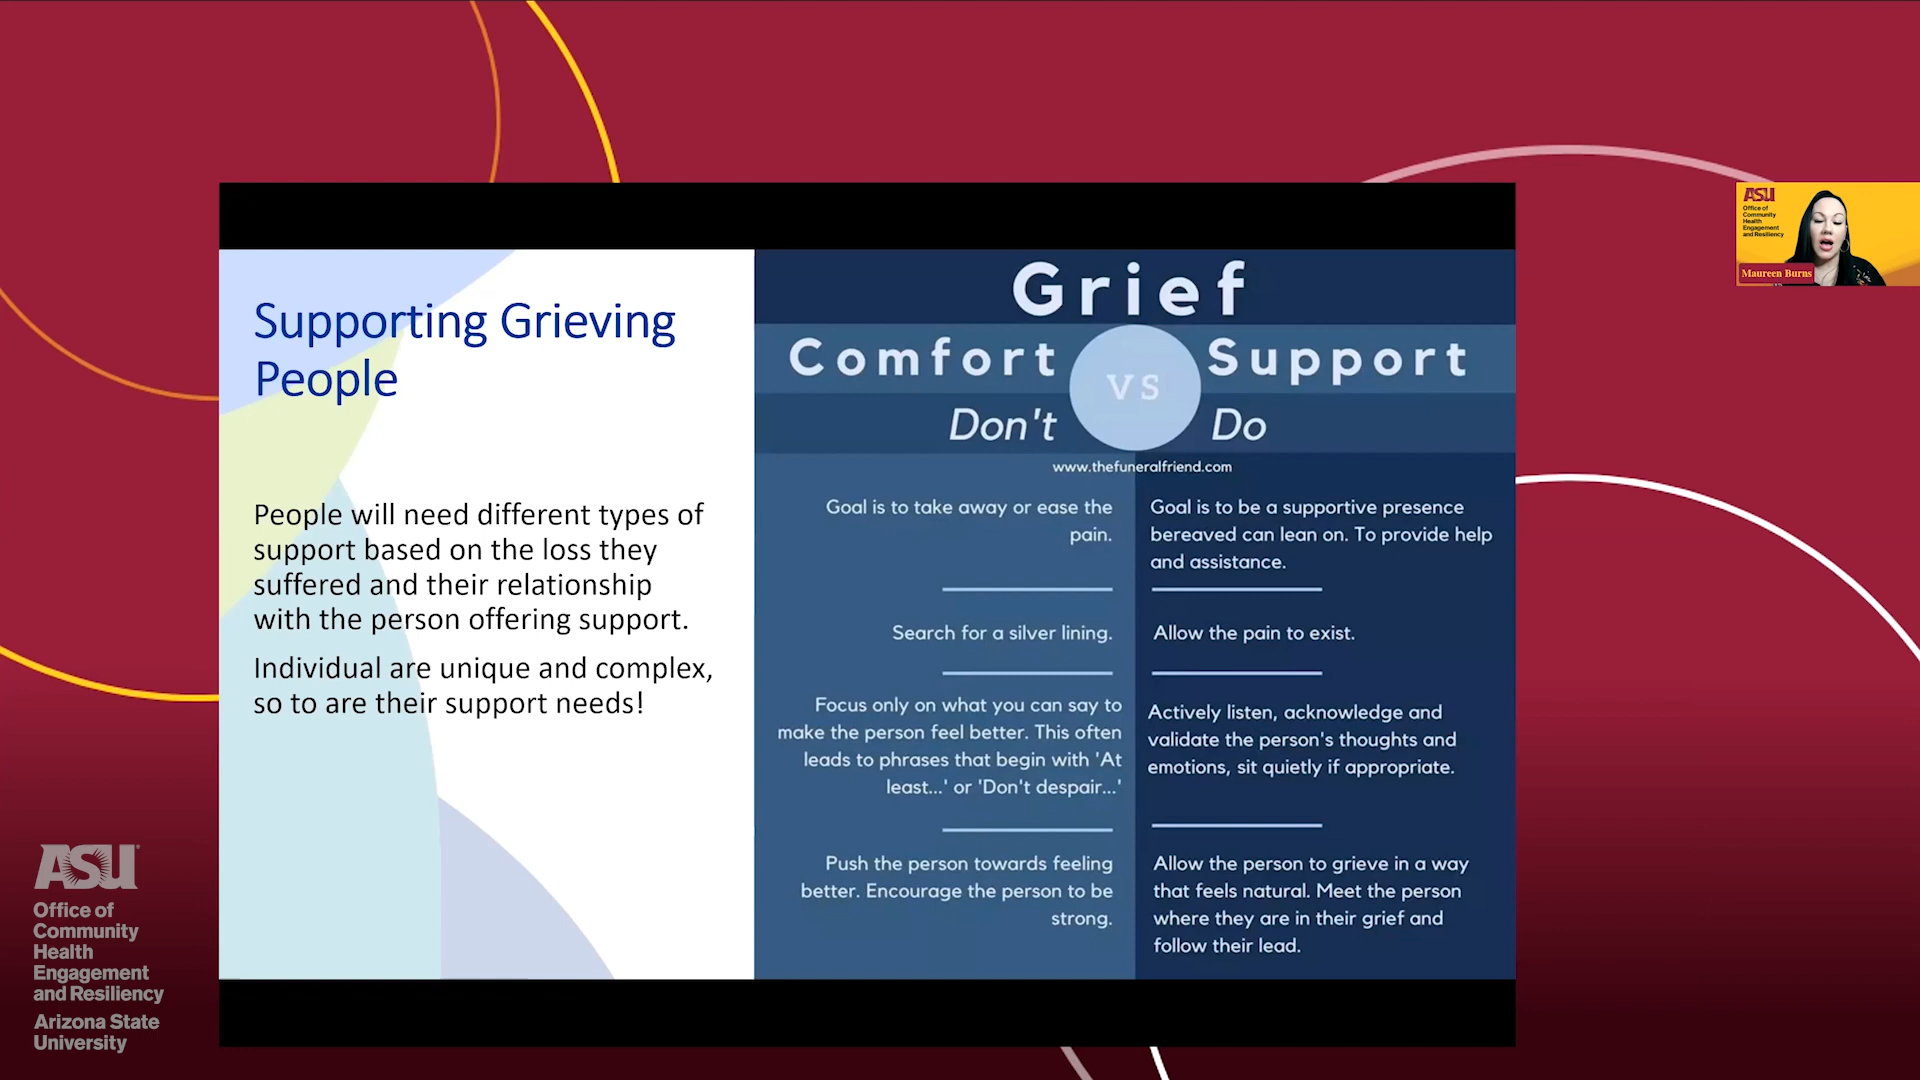 Supporting Grieving
People
People will need different types of
support based on the loss they
suffered and their relationship
with the person offering support.
Individual are unique and complex,
so to are their support needs!
Grief
Comfort
vs
Support
Don't
Do
www.thefuneralfriend.com
Goal is to take away or ease the
pain.
Goal is to be a supportive presence
bereaved can lean on. To provide help
and assistance.
Search for a silver lining.
Allow the pain to exist.
Focus only on what you can say to
make the person feel better. This often
leads to phrases that begin with 'At
least...' or 'Don't despair...'
Actively listen, acknowledge and
validate the person's thoughts and
emotions, sit quietly if appropriate.
Push the person towards feeling
better. Encourage the person to be
strong.
Allow the person to grieve in a way
that feels natural. Meet the person
where they are in their grief and
follow their lead.
ASU
Office of
Community
Health
Engagement
and Resiliency
Maureen Burns
ASU
Office of
Community
Health
Engagement
and Resiliency
Arizona State
University